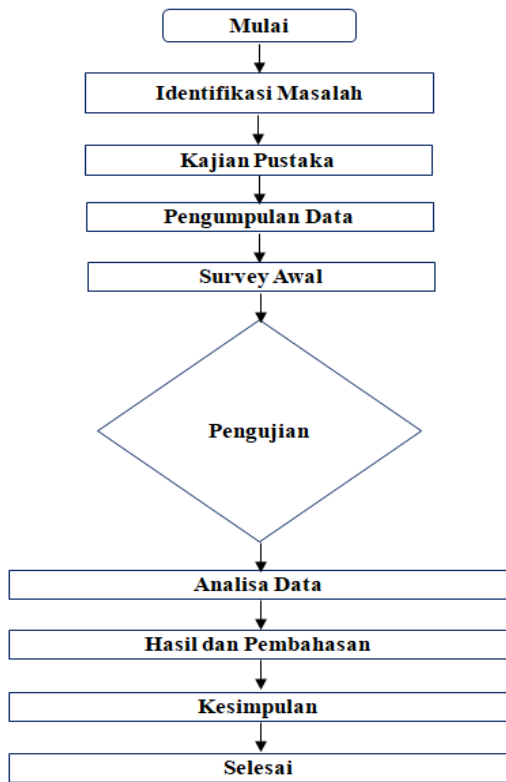 Mulai
Identifikasi Masalah
Kajian Pustaka
Pengumpulan Data
Survey Awal
Pengujian
Analisa Data
Hasil dan Pembahasan
Kesimpulan
Selesai